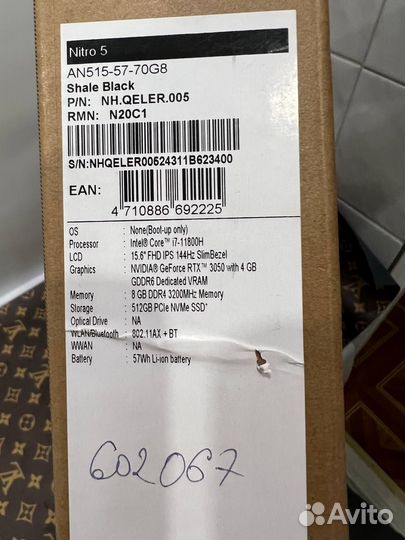 Nitro 5
AN515-57-70G8
Shale Black
P/N: NH.QELER.005
RMN: N20C1
S/N:NHQELER00524311B623400
EAN:
4 710886 692225
OS : None(Boot-up only)
Processor : Intel® Core™ i7-11800H
LCD : 15.6" FHD IPS 144Hz SlimBezel
Graphics : NVIDIA® GeForce RTX™ 3050 with 4 GB
GDDR6 Dedicated VRAM
Memory : 8 GB DDR4 3200MHz Memory
Storage : 512GB PCIe NVMe SSD*
Optical Drive : NA
WLAN/Bluetooth : 802.11AX + BT
WWAN : NA
Battery : 57Wh Li-ion battery
602067
Avito